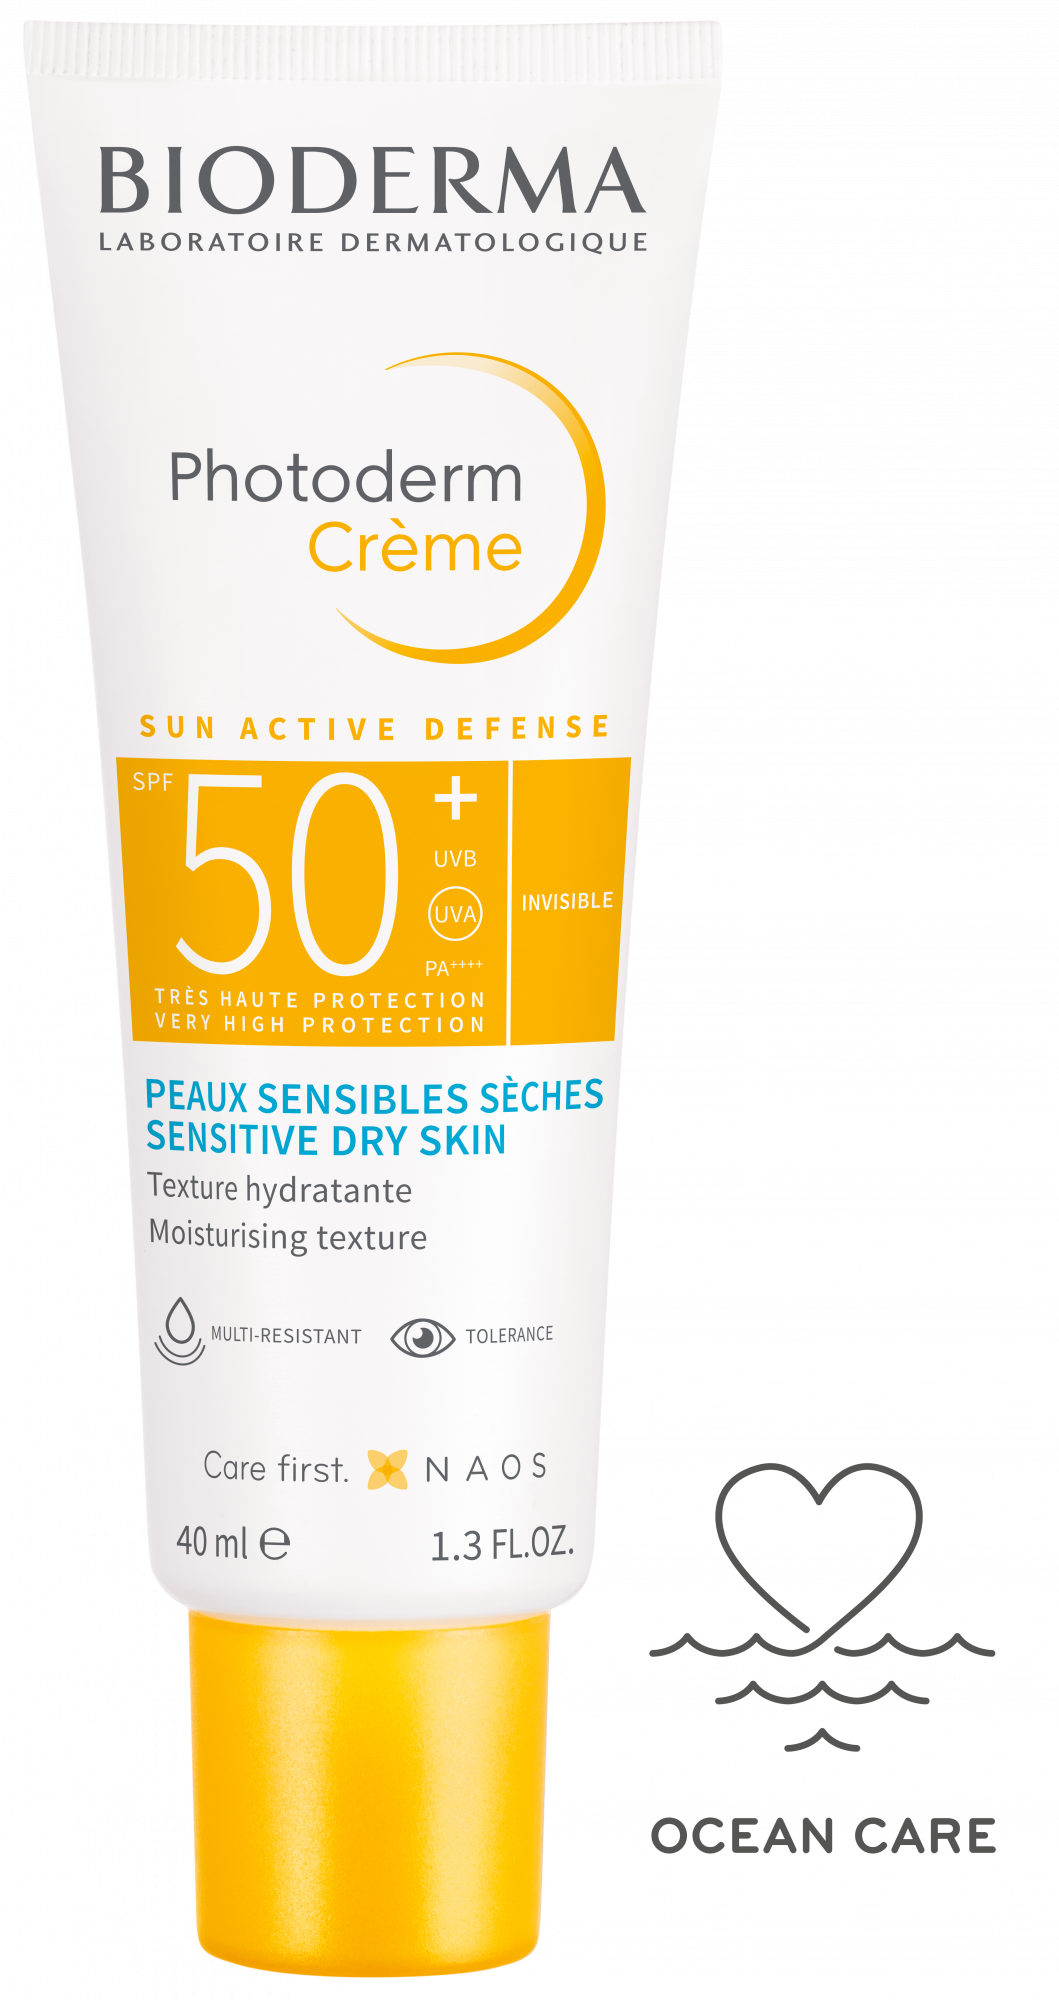 BIODERMA
LABORATOIRE DERMATOLOGIQUE
Photoderm
Crème
SUN ACTIVE DEFENSE
SPF 50+
UVB
UVA
INVISIBLE
PA++++
TRÈS HAUTE PROTECTION
VERY HIGH PROTECTION
PEAUX SENSIBLES SÈCHES
SENSITIVE DRY SKIN
Texture hydratante
Moisturising texture
MULTI-RESISTANT TOLERANCE
Care first. NAOS
40 ml ℮ 1.3 FL.OZ.
OCEAN CARE